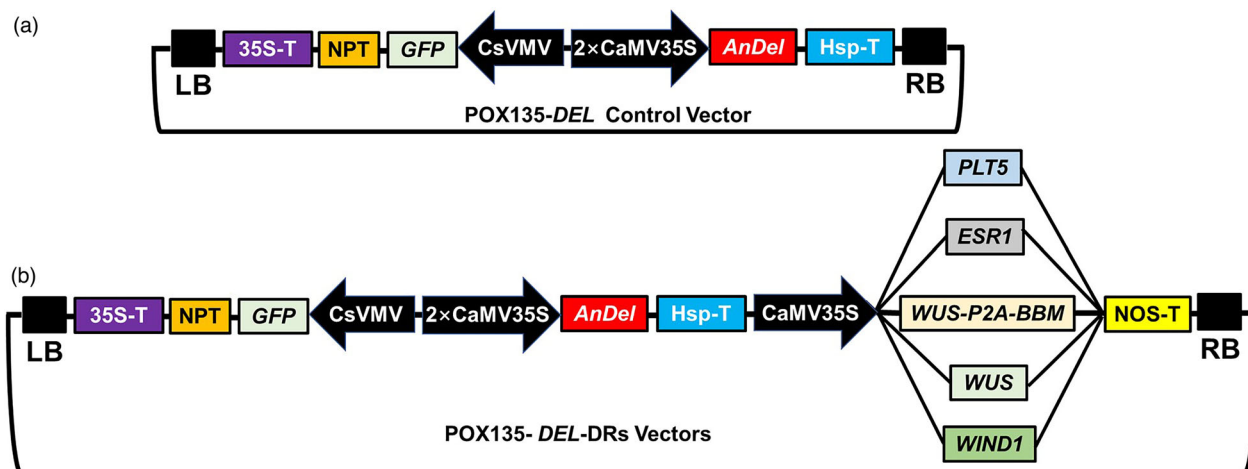 (a)
35S-T NPT GFP CsVMV 2×CaMV35S AnDel Hsp-T
LB RB
POX135-DEL Control Vector
PLT5
ESR1
(b)
35S-T NPT GFP CsVMV 2×CaMV35S AnDel Hsp-T CaMV35S WUS-P2A-BBM NOS-T
LB RB
WUS
POX135- DEL-DRs Vectors
WIND1